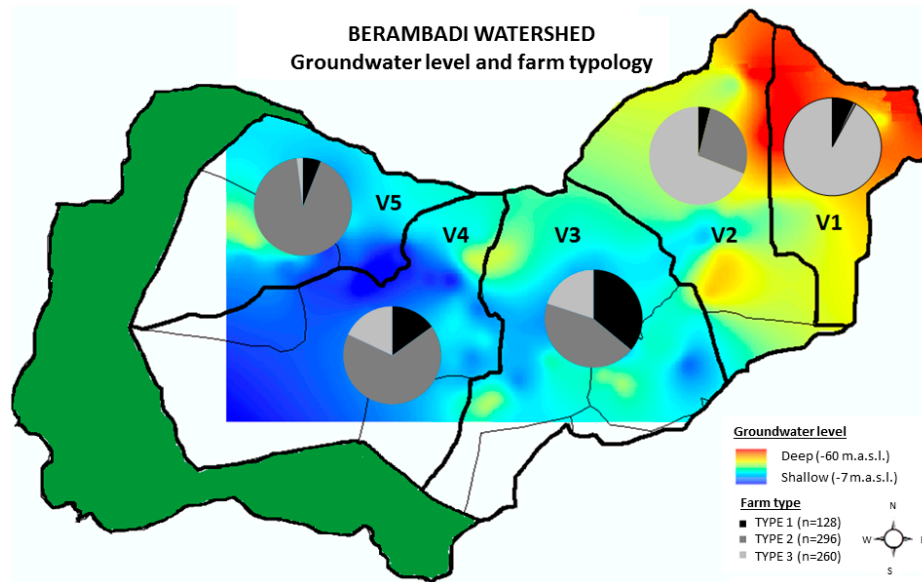 BERAMBADI WATERSHED
Groundwater level and farm typology
V5
V4
V3
V2
V1
Groundwater level
Deep (-60 m.a.s.l.)
Shallow (-7 m.a.s.l.)
Farm type
TYPE 1 (n=128)
TYPE 2 (n=296)
TYPE 3 (n=260)
N
W
S